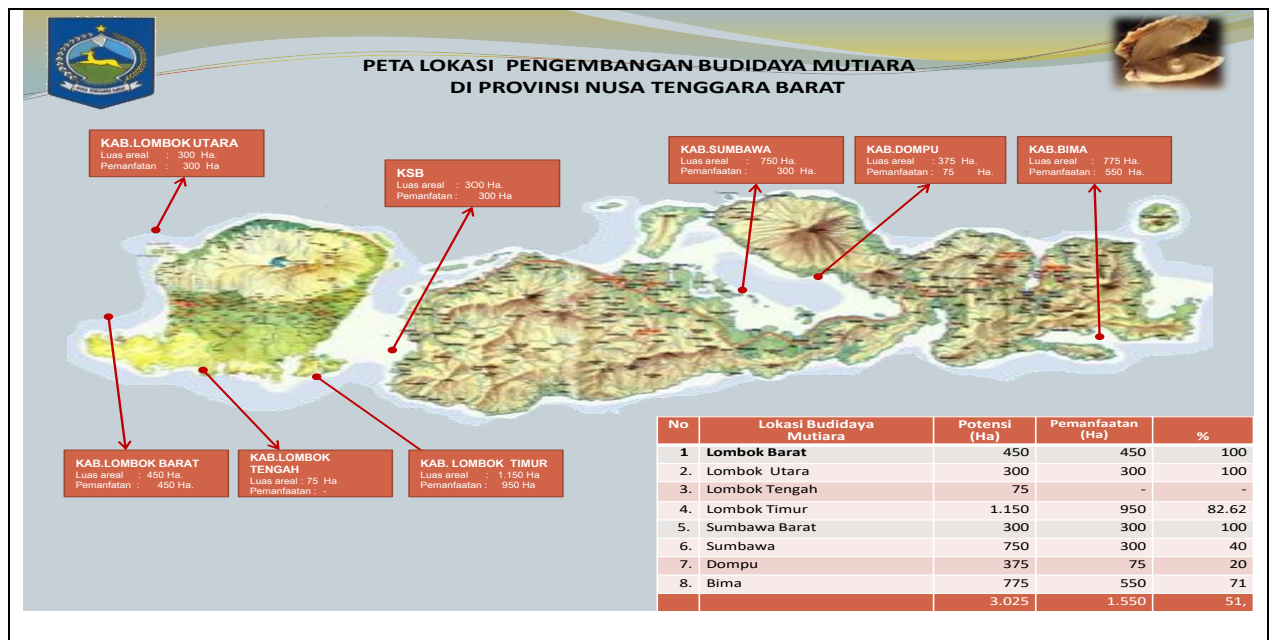 PETA LOKASI PENGEMBANGAN BUDIDAYA MUTIARA
DI PROVINSI NUSA TENGGARA BARAT
NUSA TENGGARA BARAT
KAB.LOMBOK UTARA
Luas areal : 300 Ha.
Pemanfatan : 300 Ha
KSB
Luas areal : 3O0 Ha.
Pemanfatan : 300 Ha
KAB.SUMBAWA
Luas areal : 750 Ha.
Pemanfaatan : 300 Ha.
KAB.DOMPU
Luas areal : 375 Ha.
Pemanfaatan : 75 Ha.
KAB.BIMA
Luas areal : 775 Ha.
Pemanfaatan : 550 Ha.
KAB.LOMBOK BARAT
Luas areal : 450 Ha.
Pemanfatan : 450 Ha.
KAB.LOMBOK
TENGAH
Luas areal : 75 Ha
Pemanfaatan : -
KAB. LOMBOK TIMUR
Luas areal : 1.150 Ha
Pemanfaatan : 950 Ha
No Lokasi Budidaya Mutiara Potensi (Ha) Pemanfaatan (Ha) %
1 Lombok Barat 450 450 100
2. Lombok Utara 300 300 100
3. Lombok Tengah 75 - -
4. Lombok Timur 1.150 950 82.62
5. Sumbawa Barat 300 300 100
6. Sumbawa 750 300 40
7. Dompu 375 75 20
8. Bima 775 550 71
3.025 1.550 51,